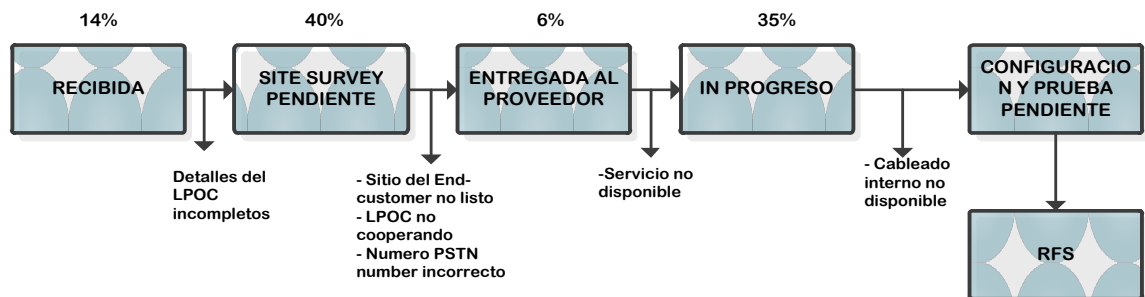 14%
40%
6%
35%
RECIBIDA
SITE SURVEY
PENDIENTE
ENTREGADA AL
PROVEEDOR
IN PROGRESO
CONFIGURACIO
N Y PRUEBA
PENDIENTE
Detalles del
LPOC
incompletos
- Sitio del End-
customer no listo
- LPOC no
cooperando
- Numero PSTN
number incorrecto
-Servicio no
disponible
- Cableado
interno no
disponible
RFS